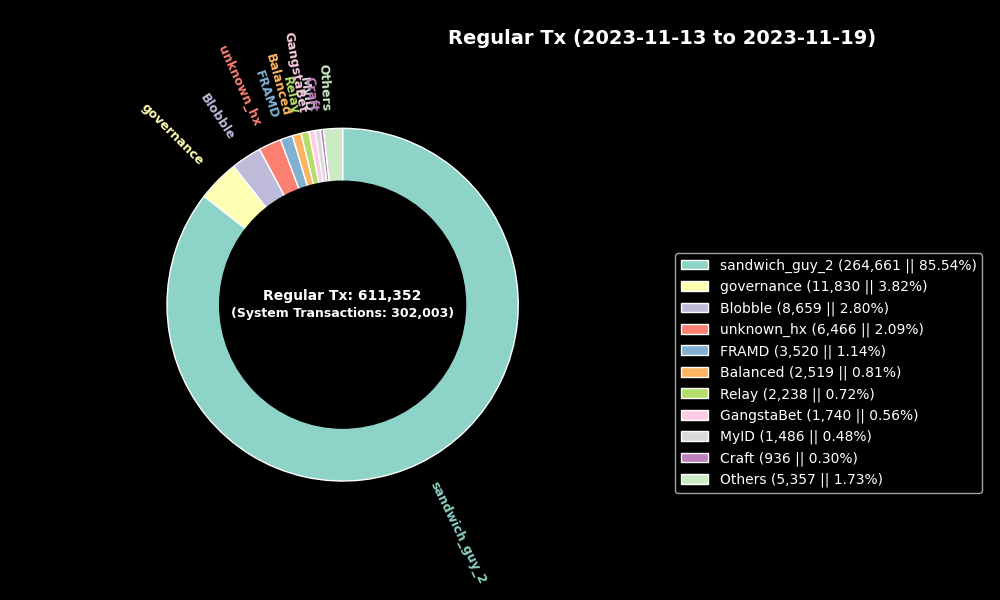 Regular Tx (2023-11-13 to 2023-11-19)
governance
Blobble
unknown_hx
FRAMD
Balanced
Relay
GangstaBet
MyID
Craft
Others
sandwich_guy_2
Regular Tx: 611,352
(System Transactions: 302,003)
sandwich_guy_2 (264,661 || 85.54%)
governance (11,830 || 3.82%)
Blobble (8,659 || 2.80%)
unknown_hx (6,466 || 2.09%)
FRAMD (3,520 || 1.14%)
Balanced (2,519 || 0.81%)
Relay (2,238 || 0.72%)
GangstaBet (1,740 || 0.56%)
MyID (1,486 || 0.48%)
Craft (936 || 0.30%)
Others (5,357 || 1.73%)